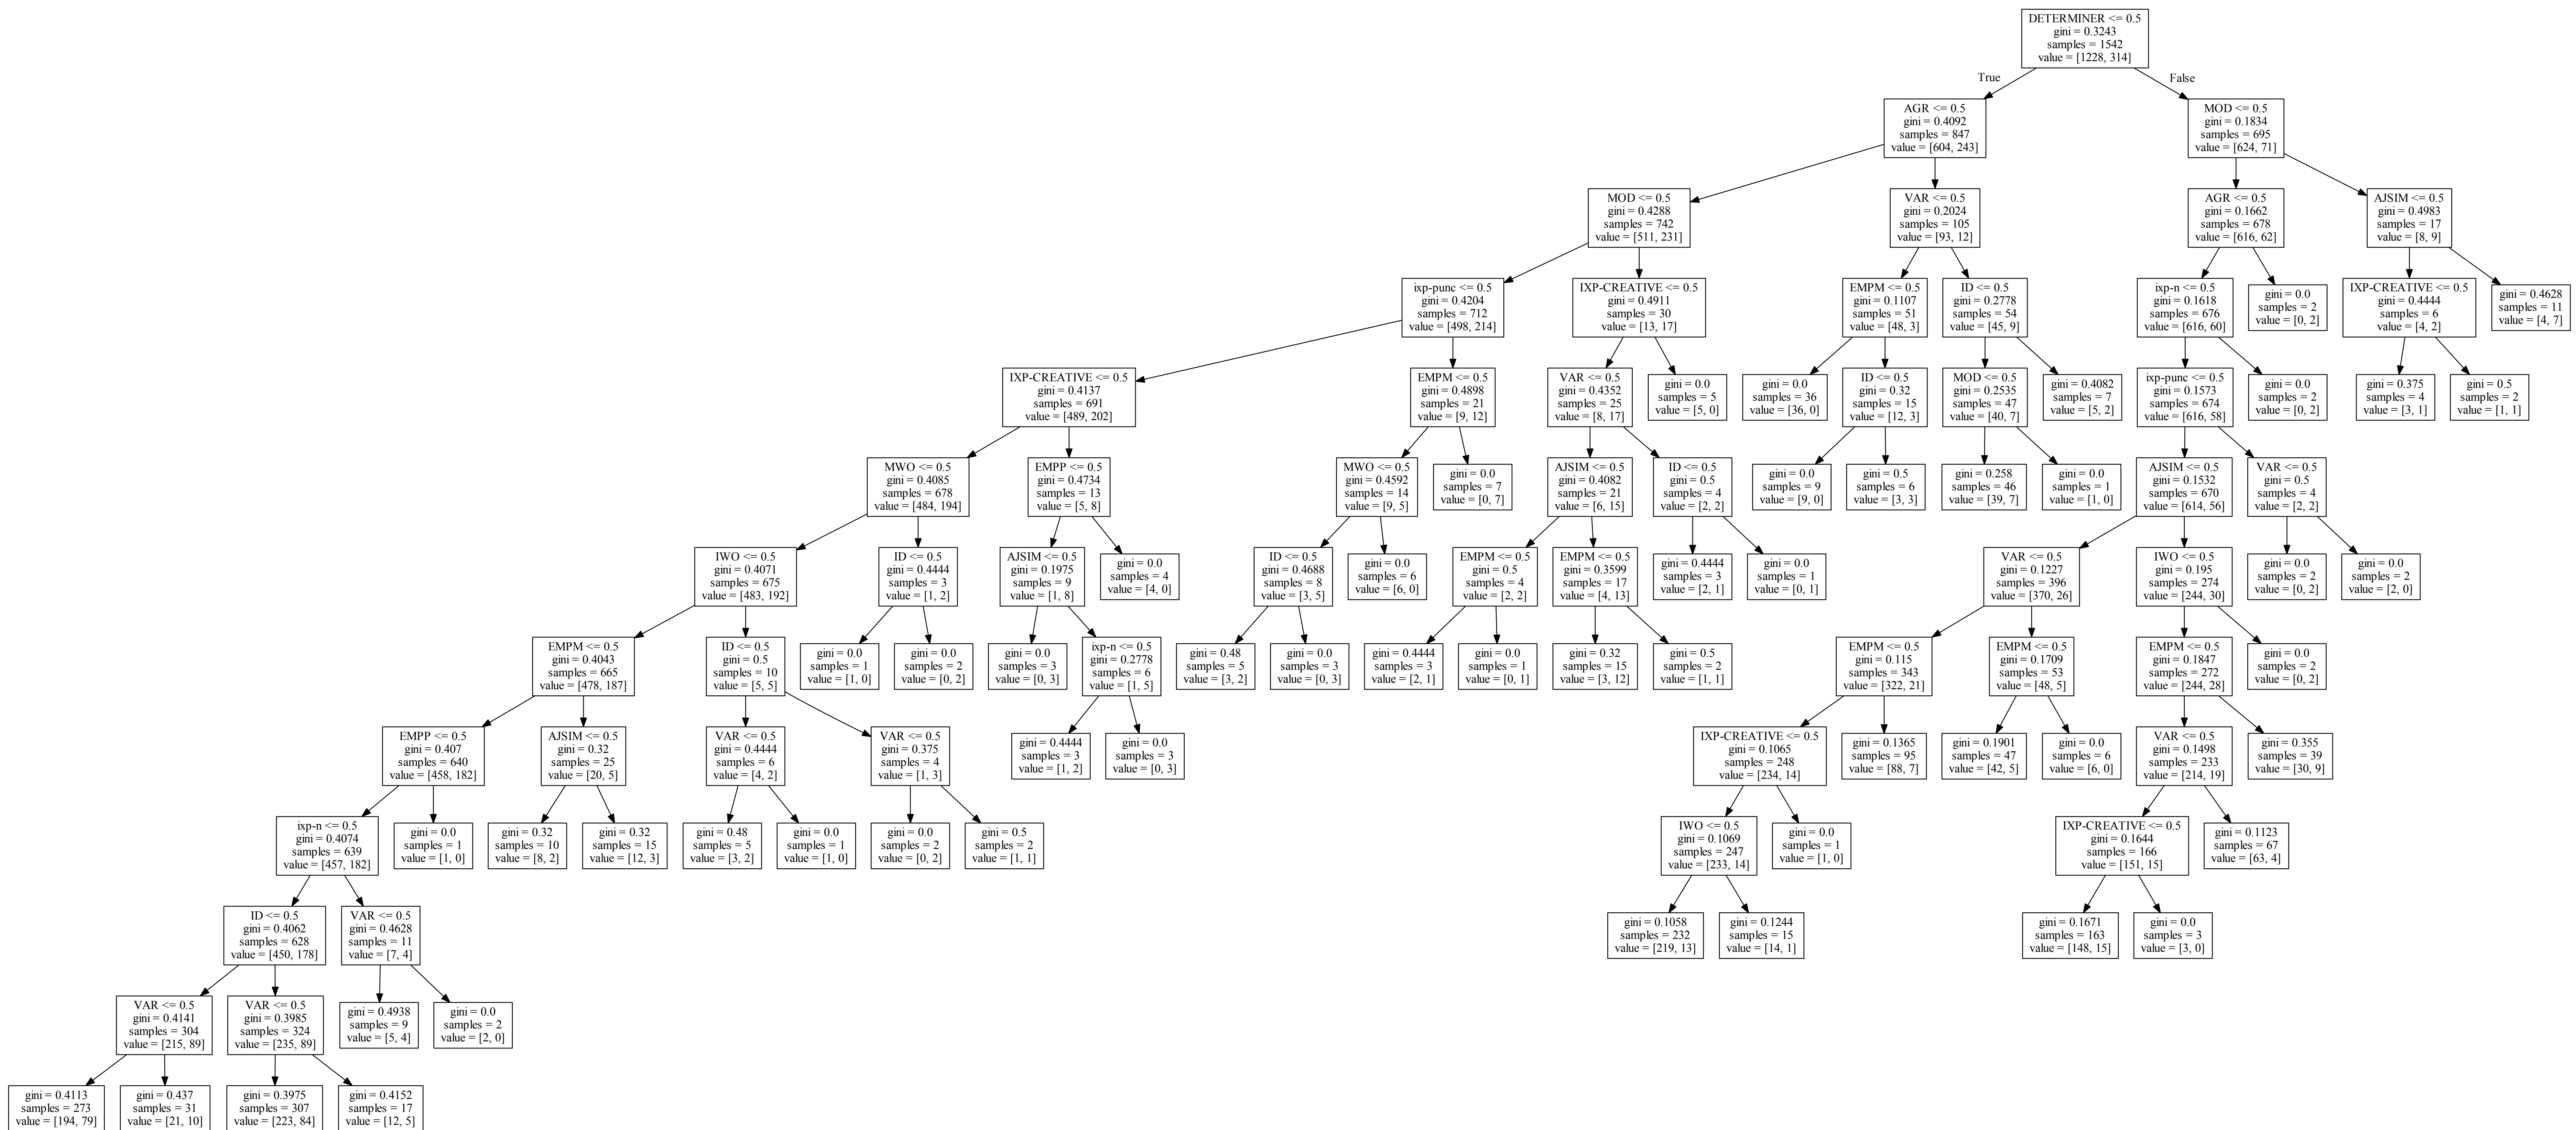 DETERMINER <= 0.5
gini = 0.3243
samples = 1542
value = [1228, 314]
True
False
AGR <= 0.5
gini = 0.4092
samples = 847
value = [604, 243]
MOD <= 0.5
gini = 0.1834
samples = 695
value = [624, 71]
MOD <= 0.5
gini = 0.4288
samples = 742
value = [511, 231]
VAR <= 0.5
gini = 0.2024
samples = 105
value = [93, 12]
AGR <= 0.5
gini = 0.1662
samples = 678
value = [616, 62]
AJSIM <= 0.5
gini = 0.4983
samples = 17
value = [8, 9]
ixp-punc <= 0.5
gini = 0.4204
samples = 712
value = [498, 214]
IXP-CREATIVE <= 0.5
gini = 0.4911
samples = 30
value = [13, 17]
EMPM <= 0.5
gini = 0.1107
samples = 51
value = [48, 3]
ID <= 0.5
gini = 0.2778
samples = 54
value = [45, 9]
ixp-n <= 0.5
gini = 0.1618
samples = 676
value = [616, 60]
gini = 0.0
samples = 2
value = [0, 2]
IXP-CREATIVE <= 0.5
gini = 0.4444
samples = 6
value = [4, 2]
gini = 0.4628
samples = 11
value = [4, 7]
IXP-CREATIVE <= 0.5
gini = 0.4137
samples = 691
value = [489, 202]
EMPM <= 0.5
gini = 0.4898
samples = 21
value = [9, 12]
VAR <= 0.5
gini = 0.4352
samples = 25
value = [8, 17]
gini = 0.0
samples = 5
value = [5, 0]
gini = 0.0
samples = 36
value = [36, 0]
ID <= 0.5
gini = 0.32
samples = 15
value = [12, 3]
MOD <= 0.5
gini = 0.2535
samples = 47
value = [40, 7]
gini = 0.4082
samples = 7
value = [5, 2]
ixp-punc <= 0.5
gini = 0.1573
samples = 674
value = [616, 58]
gini = 0.0
samples = 2
value = [0, 2]
gini = 0.375
samples = 4
value = [3, 1]
gini = 0.5
samples = 2
value = [1, 1]
MWO <= 0.5
gini = 0.4085
samples = 678
value = [484, 194]
EMPP <= 0.5
gini = 0.4734
samples = 13
value = [5, 8]
MWO <= 0.5
gini = 0.4592
samples = 14
value = [9, 5]
gini = 0.0
samples = 7
value = [0, 7]
AJSIM <= 0.5
gini = 0.4082
samples = 21
value = [6, 15]
ID <= 0.5
gini = 0.5
samples = 4
value = [2, 2]
gini = 0.0
samples = 9
value = [9, 0]
gini = 0.5
samples = 6
value = [3, 3]
gini = 0.258
samples = 46
value = [39, 7]
gini = 0.0
samples = 1
value = [1, 0]
AJSIM <= 0.5
gini = 0.1532
samples = 670
value = [614, 56]
VAR <= 0.5
gini = 0.5
samples = 4
value = [2, 2]
IWO <= 0.5
gini = 0.4071
samples = 675
value = [483, 192]
ID <= 0.5
gini = 0.4444
samples = 3
value = [1, 2]
AJSIM <= 0.5
gini = 0.1975
samples = 9
value = [1, 8]
gini = 0.0
samples = 4
value = [4, 0]
ID <= 0.5
gini = 0.4688
samples = 8
value = [3, 5]
gini = 0.0
samples = 6
value = [6, 0]
EMPM <= 0.5
gini = 0.5
samples = 4
value = [2, 2]
EMPM <= 0.5
gini = 0.3599
samples = 17
value = [4, 13]
gini = 0.4444
samples = 3
value = [2, 1]
gini = 0.0
samples = 1
value = [0, 1]
VAR <= 0.5
gini = 0.1227
samples = 396
value = [370, 26]
IWO <= 0.5
gini = 0.195
samples = 274
value = [244, 30]
gini = 0.0
samples = 2
value = [0, 2]
gini = 0.0
samples = 2
value = [2, 0]
EMPM <= 0.5
gini = 0.4043
samples = 665
value = [478, 187]
ID <= 0.5
gini = 0.5
samples = 10
value = [5, 5]
gini = 0.0
samples = 1
value = [1, 0]
gini = 0.0
samples = 2
value = [0, 2]
gini = 0.0
samples = 3
value = [0, 3]
ixp-n <= 0.5
gini = 0.2778
samples = 6
value = [1, 5]
gini = 0.48
samples = 5
value = [3, 2]
gini = 0.0
samples = 3
value = [0, 3]
gini = 0.4444
samples = 3
value = [2, 1]
gini = 0.0
samples = 1
value = [0, 1]
gini = 0.32
samples = 15
value = [3, 12]
gini = 0.5
samples = 2
value = [1, 1]
EMPM <= 0.5
gini = 0.115
samples = 343
value = [322, 21]
EMPM <= 0.5
gini = 0.1709
samples = 53
value = [48, 5]
EMPM <= 0.5
gini = 0.1847
samples = 272
value = [244, 28]
gini = 0.0
samples = 2
value = [0, 2]
EMPP <= 0.5
gini = 0.407
samples = 640
value = [458, 182]
AJSIM <= 0.5
gini = 0.32
samples = 25
value = [20, 5]
VAR <= 0.5
gini = 0.4444
samples = 6
value = [4, 2]
VAR <= 0.5
gini = 0.375
samples = 4
value = [1, 3]
gini = 0.4444
samples = 3
value = [1, 2]
gini = 0.0
samples = 3
value = [0, 3]
IXP-CREATIVE <= 0.5
gini = 0.1065
samples = 248
value = [234, 14]
gini = 0.1365
samples = 95
value = [88, 7]
gini = 0.1901
samples = 47
value = [42, 5]
gini = 0.0
samples = 6
value = [6, 0]
VAR <= 0.5
gini = 0.1498
samples = 233
value = [214, 19]
gini = 0.355
samples = 39
value = [30, 9]
ixp-n <= 0.5
gini = 0.4074
samples = 639
value = [457, 182]
gini = 0.0
samples = 1
value = [1, 0]
gini = 0.32
samples = 10
value = [8, 2]
gini = 0.32
samples = 15
value = [12, 3]
gini = 0.48
samples = 5
value = [3, 2]
gini = 0.0
samples = 1
value = [1, 0]
gini = 0.0
samples = 2
value = [0, 2]
gini = 0.5
samples = 2
value = [1, 1]
IWO <= 0.5
gini = 0.1069
samples = 247
value = [233, 14]
gini = 0.0
samples = 1
value = [1, 0]
IXP-CREATIVE <= 0.5
gini = 0.1644
samples = 166
value = [151, 15]
gini = 0.1123
samples = 67
value = [63, 4]
ID <= 0.5
gini = 0.4062
samples = 628
value = [450, 178]
VAR <= 0.5
gini = 0.4628
samples = 11
value = [7, 4]
gini = 0.1058
samples = 232
value = [219, 13]
gini = 0.1244
samples = 15
value = [14, 1]
gini = 0.1671
samples = 163
value = [148, 15]
gini = 0.0
samples = 3
value = [3, 0]
VAR <= 0.5
gini = 0.4141
samples = 304
value = [215, 89]
VAR <= 0.5
gini = 0.3985
samples = 324
value = [235, 89]
gini = 0.4938
samples = 9
value = [5, 4]
gini = 0.0
samples = 2
value = [2, 0]
gini = 0.4113
samples = 273
value = [194, 79]
gini = 0.437
samples = 31
value = [21, 10]
gini = 0.3975
samples = 307
value = [223, 84]
gini = 0.4152
samples = 17
value = [12, 5]